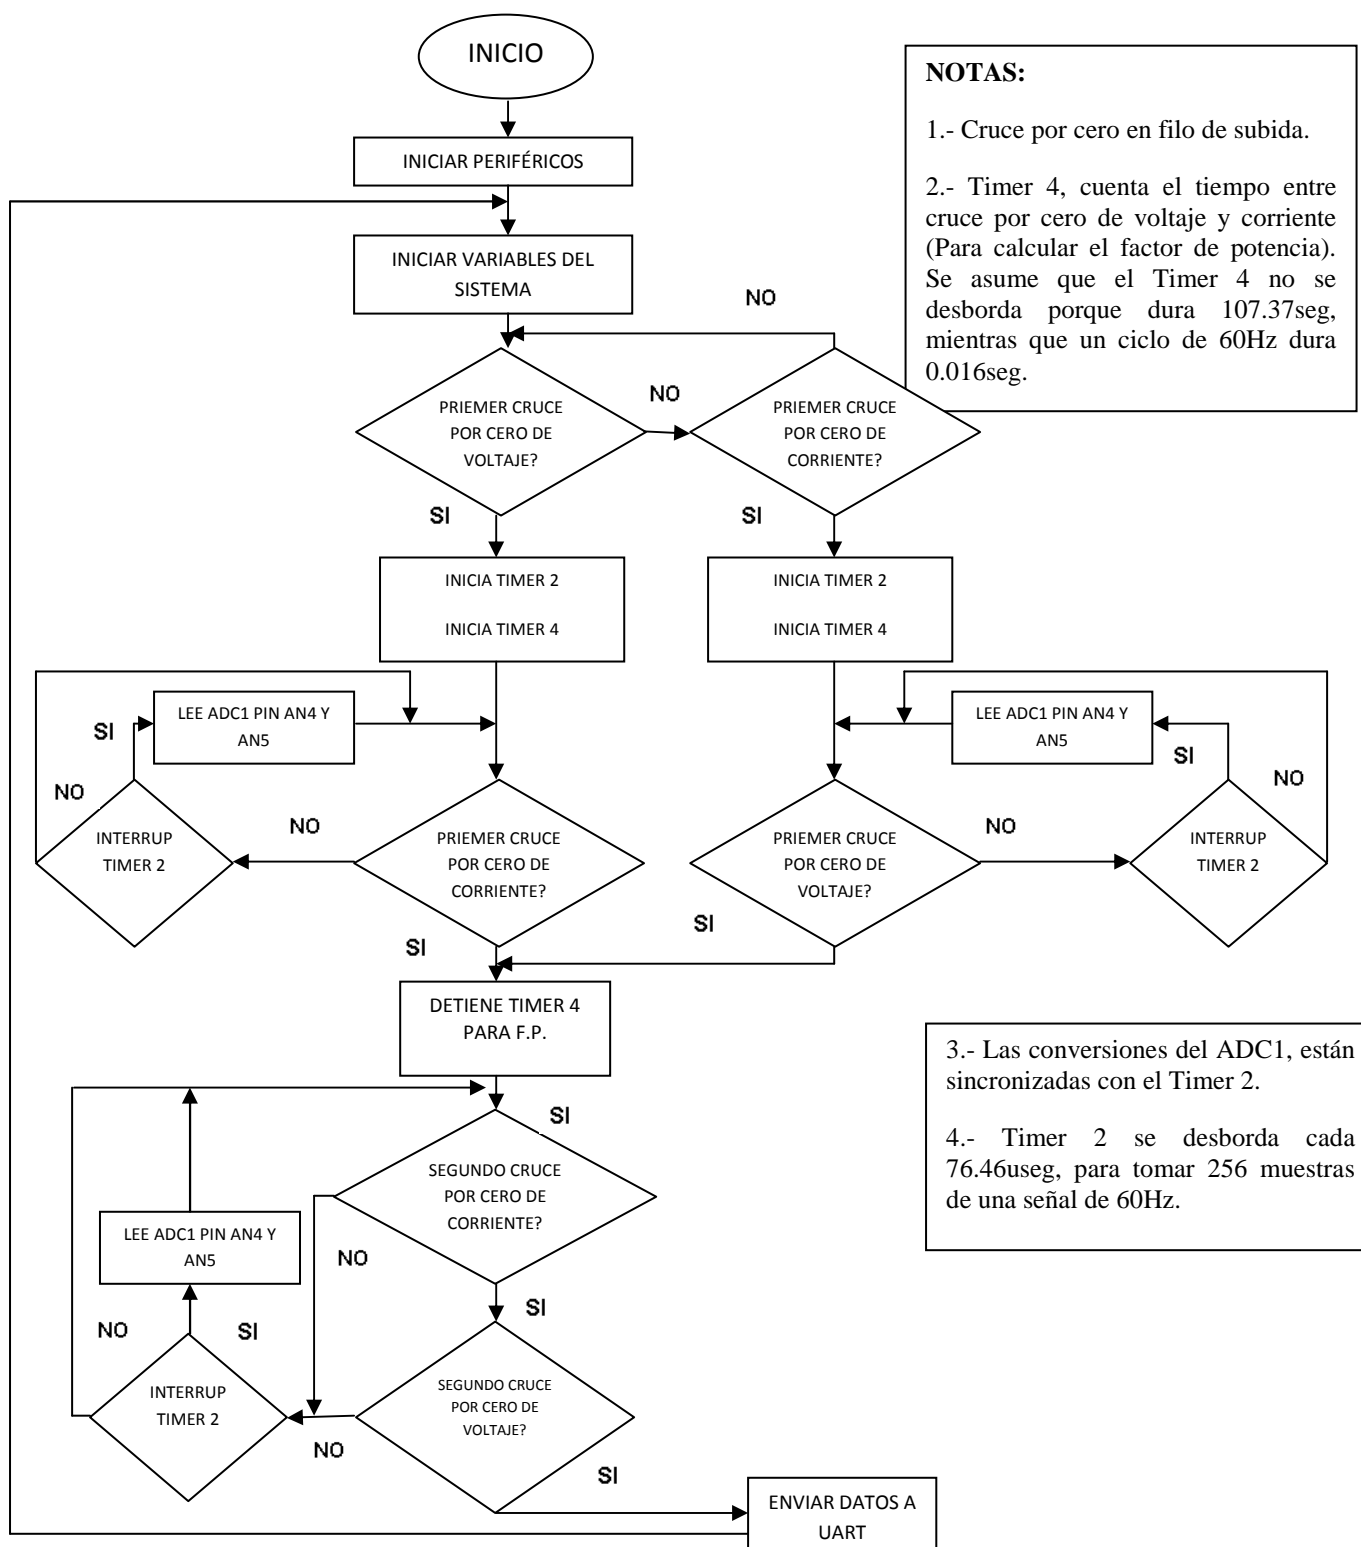 INICIO
NOTAS:
1.- Cruce por cero en filo de subida.
2.- Timer 4, cuenta el tiempo entre
cruce por cero de voltaje y corriente
(Para calcular el factor de potencia).
Se asume que el Timer 4 no se
desborda porque dura 107.37seg,
mientras que un ciclo de 60Hz dura
0.016seg.
INICIAR PERIFÉRICOS
INICIAR VARIABLES DEL
SISTEMA
NO
NO
PRIEMER CRUCE
POR CERO DE
VOLTAJE?
PRIEMER CRUCE
POR CERO DE
CORRIENTE?
SI
SI
INICIA TIMER 2
INICIA TIMER 4
INICIA TIMER 2
INICIA TIMER 4
SI
LEE ADC1 PIN AN4 Y
AN5
LEE ADC1 PIN AN4 Y
AN5
SI
NO
NO
INTERRUP
TIMER 2
NO
PRIEMER CRUCE
POR CERO DE
CORRIENTE?
PRIEMER CRUCE
POR CERO DE
VOLTAJE?
NO
INTERRUP
TIMER 2
SI
SI
DETIENE TIMER 4
PARA F.P.
3.- Las conversiones del ADC1, están
sincronizadas con el Timer 2.
4.- Timer 2 se desborda cada
76.46useg, para tomar 256 muestras
de una señal de 60Hz.
SI
SEGUNDO CRUCE
POR CERO DE
CORRIENTE?
LEE ADC1 PIN AN4 Y
AN5
NO
NO
SI
SI
INTERRUP
TIMER 2
SEGUNDO CRUCE
POR CERO DE
VOLTAJE?
NO
SI
ENVIAR DATOS A
UART